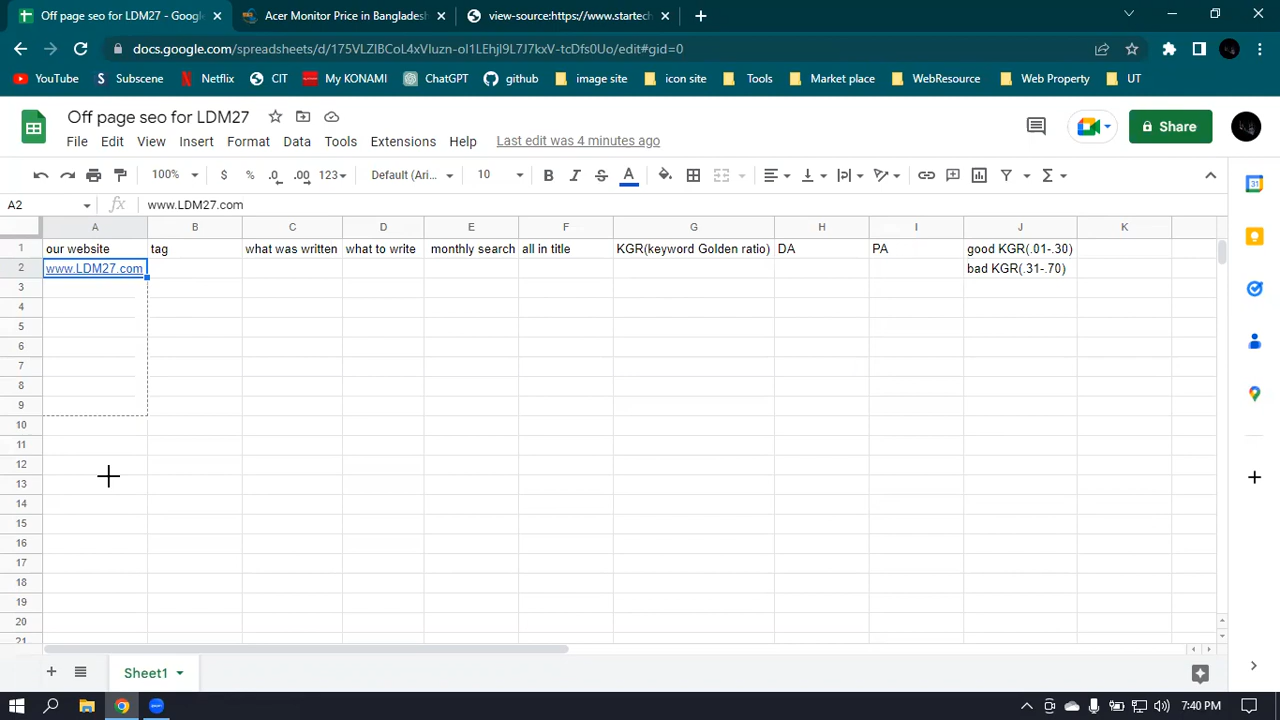 Off page seo for LDM27 - Google
Acer Monitor Price in Bangladesh
view-source:https://www.startech
docs.google.com/spreadsheets/d/175VLZIBCoL4xVluzn-oI1LEhjl9L7J7kxV-tcDfs0Uo/edit#gid=0
YouTube Subscene Netflix CIT My KONAMI ChatGPT github image site icon site Tools Market place WebResource Web Property UT
Off page seo for LDM27
File Edit View Insert Format Data Tools Extensions Help Last edit was 4 minutes ago
Share
100% $ % .0 .00 123 Default (Ari... 10 B I S A
A2 fx www.LDM27.com
A B C D E F G H I J K
1 our website tag what was written what to write monthly search all in title KGR(keyword Golden ratio) DA PA good KGR(.01-.30)
2 www.LDM27.com bad KGR(.31-.70)
3
4
5
6
7
8
9
10
11
12
13
14
15
16
17
18
19
20
21
Sheet1
7:40 PM